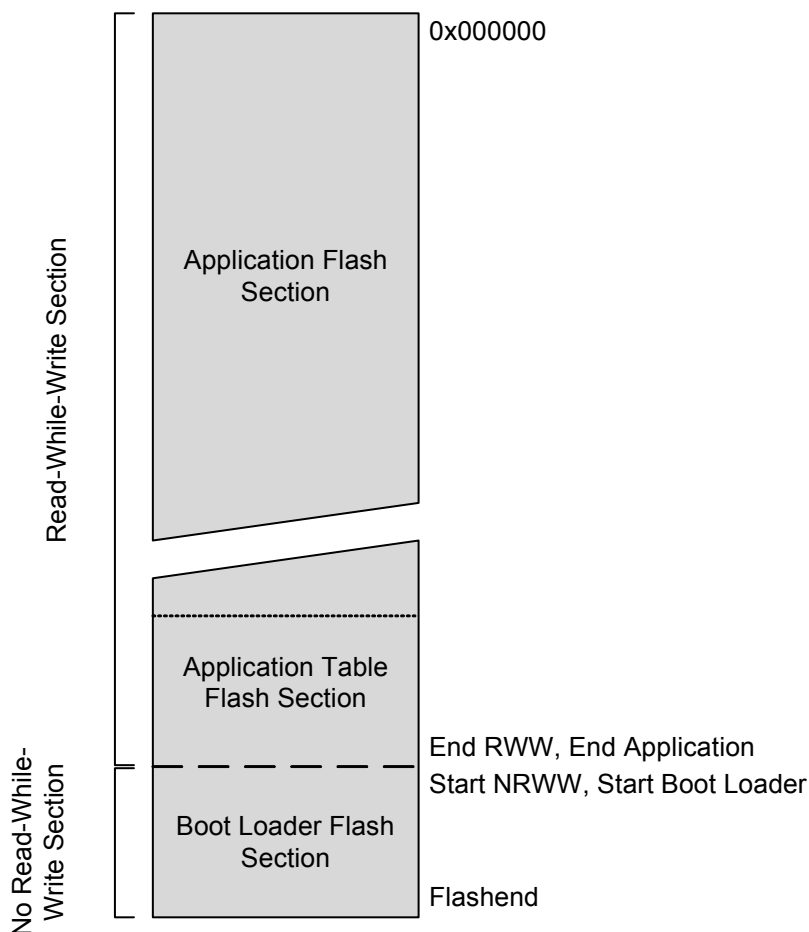 0x000000
Application Flash
Section
Read-While-Write Section
Application Table
Flash Section
End RWW, End Application
Start NRWW, Start Boot Loader
No Read-While-
Write Section
Boot Loader Flash
Section
Flashend